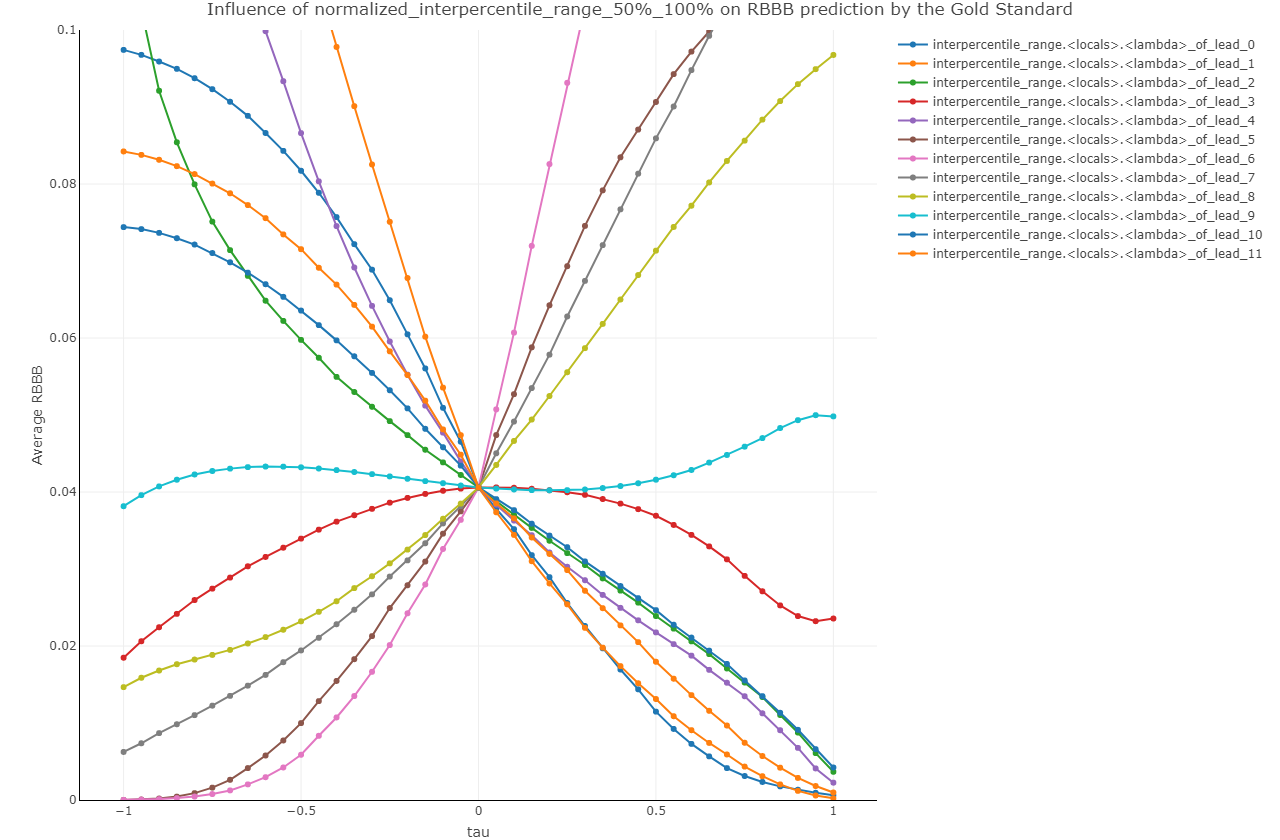 Influence of normalized_interpercentile_range_50%_100% on RBBB prediction by the Gold Standard
0.1
0.08
0.06
0.04
0.02
0
Average RBBB
−1
−0.5
0
0.5
1
tau
interpercentile_range.<locals>.<lambda>_of_lead_0
interpercentile_range.<locals>.<lambda>_of_lead_1
interpercentile_range.<locals>.<lambda>_of_lead_2
interpercentile_range.<locals>.<lambda>_of_lead_3
interpercentile_range.<locals>.<lambda>_of_lead_4
interpercentile_range.<locals>.<lambda>_of_lead_5
interpercentile_range.<locals>.<lambda>_of_lead_6
interpercentile_range.<locals>.<lambda>_of_lead_7
interpercentile_range.<locals>.<lambda>_of_lead_8
interpercentile_range.<locals>.<lambda>_of_lead_9
interpercentile_range.<locals>.<lambda>_of_lead_10
interpercentile_range.<locals>.<lambda>_of_lead_11